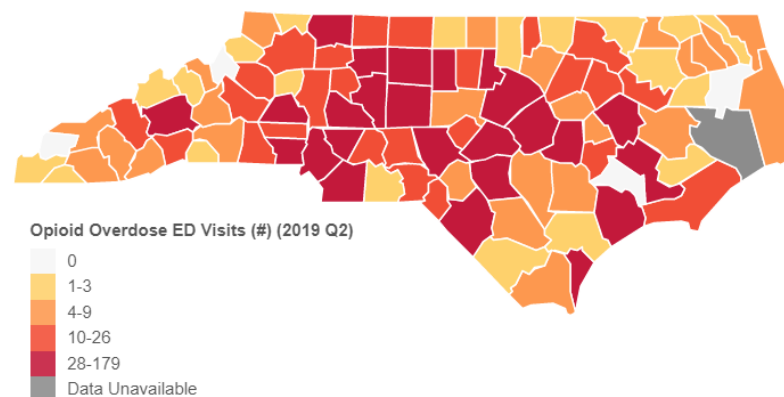 Opioid Overdose ED Visits (#) (2019 Q2)
0
1-3
4-9
10-26
28-179
Data Unavailable